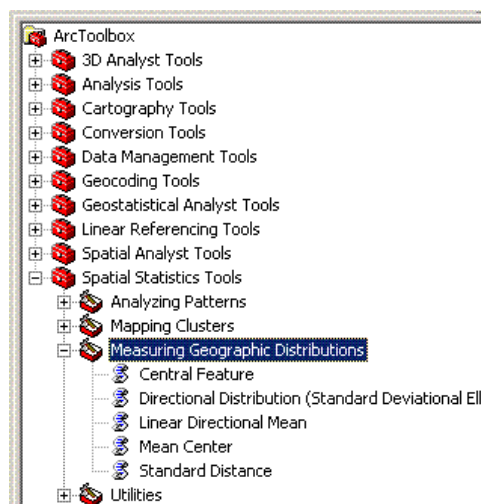 ArcToolbox
3D Analyst Tools
Analysis Tools
Cartography Tools
Conversion Tools
Data Management Tools
Geocoding Tools
Geostatistical Analyst Tools
Linear Referencing Tools
Spatial Analyst Tools
Spatial Statistics Tools
Analyzing Patterns
Mapping Clusters
Measuring Geographic Distributions
Central Feature
Directional Distribution (Standard Deviational Ell
Linear Directional Mean
Mean Center
Standard Distance
Utilities